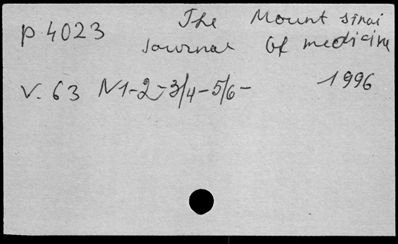 P 4023 The Mount sinai
Journal Of medicine
V. 63 N1-2-3/4-5/6- 1996